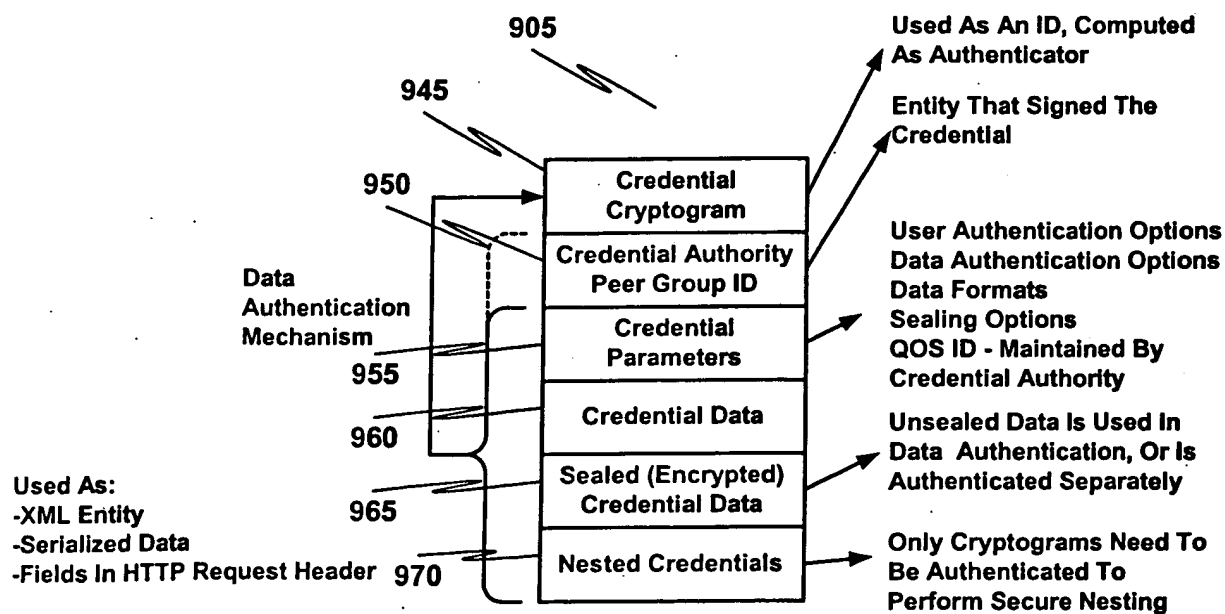 905
Used As An ID, Computed
As Authenticator
945
Entity That Signed The
Credential
950
Credential
Cryptogram
Credential Authority
Peer Group ID
User Authentication Options
Data Authentication Options
Data Formats
Sealing Options
QOS ID - Maintained By
Credential Authority
Data
Authentication
Mechanism
955
Credential
Parameters
960
Credential Data
Unsealed Data Is Used In
Data Authentication, Or Is
Authenticated Separately
965
Sealed (Encrypted)
Credential Data
Used As:
-XML Entity
-Serialized Data
-Fields In HTTP Request Header
970
Nested Credentials
Only Cryptograms Need To
Be Authenticated To
Perform Secure Nesting